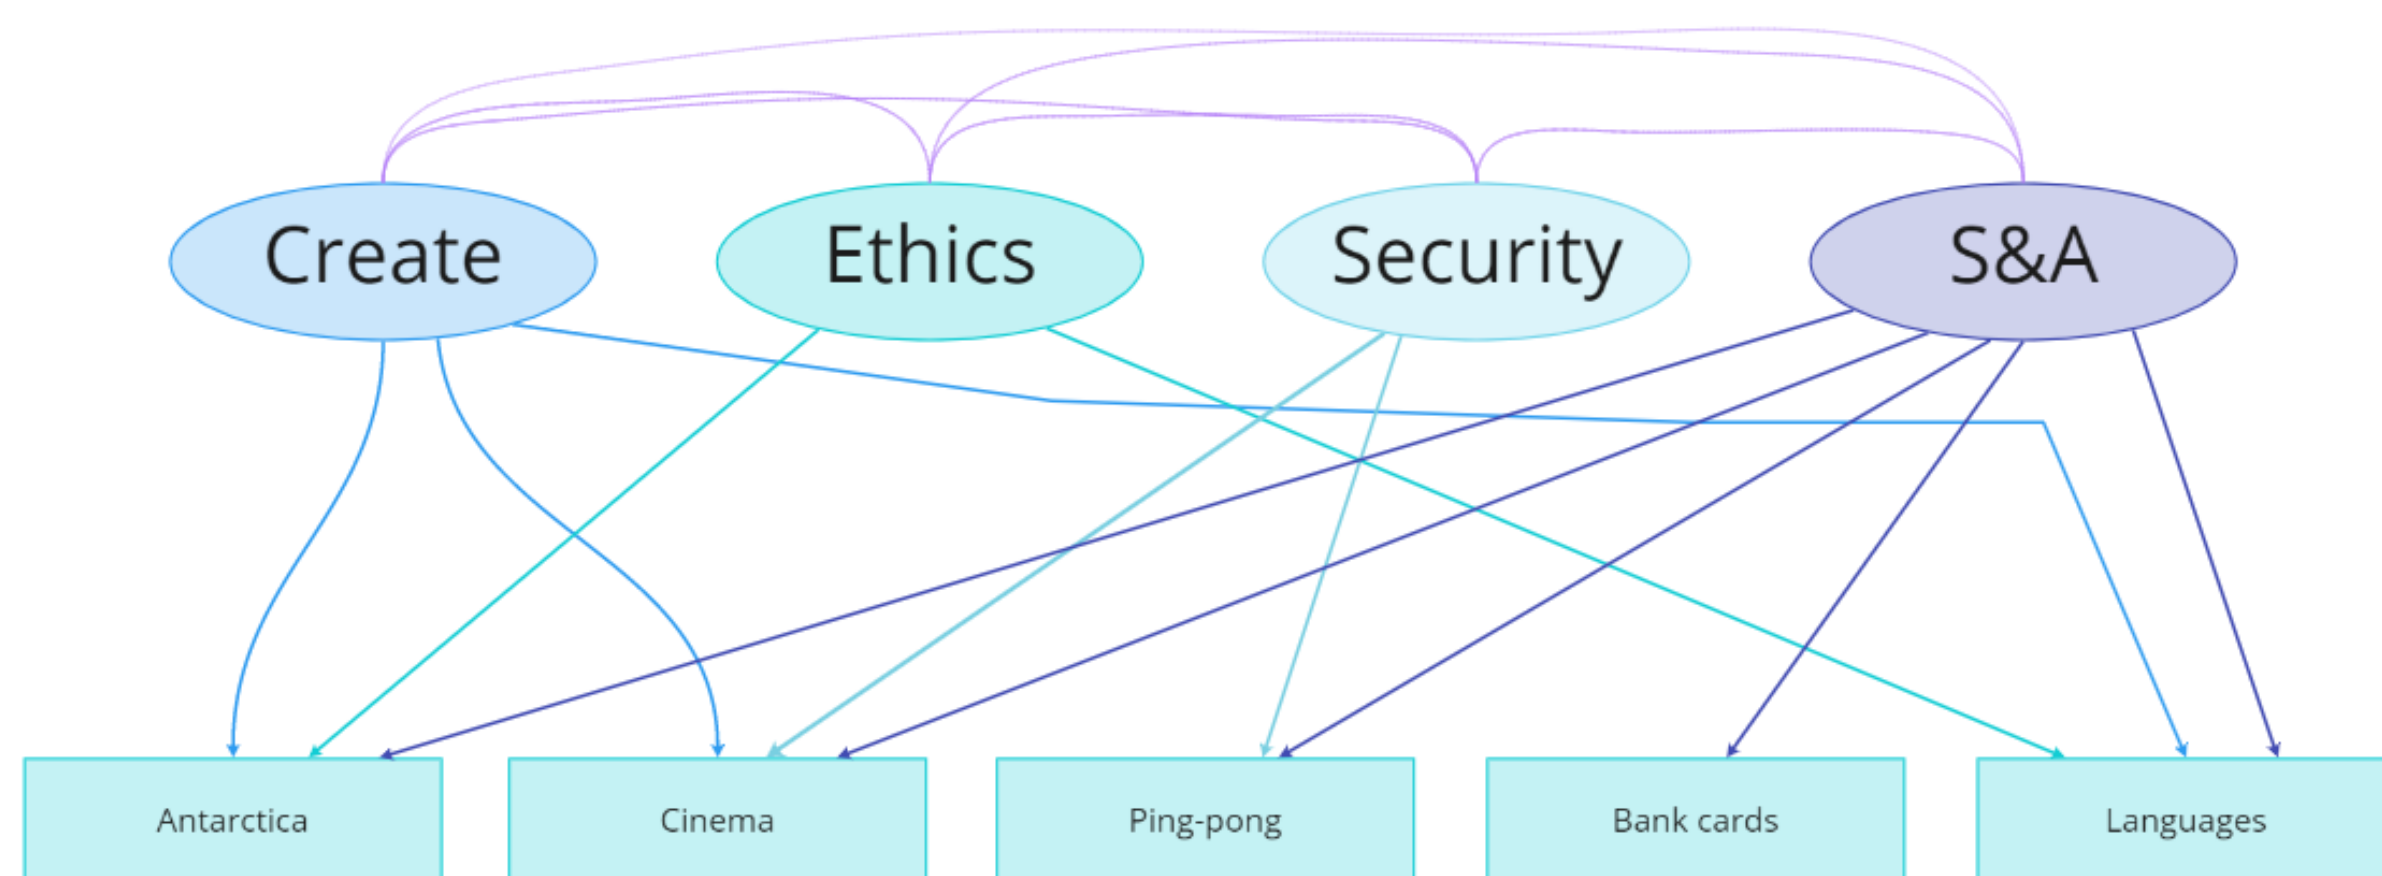 Create
Ethics
Security
S&A
Antarctica
Cinema
Ping-pong
Bank cards
Languages